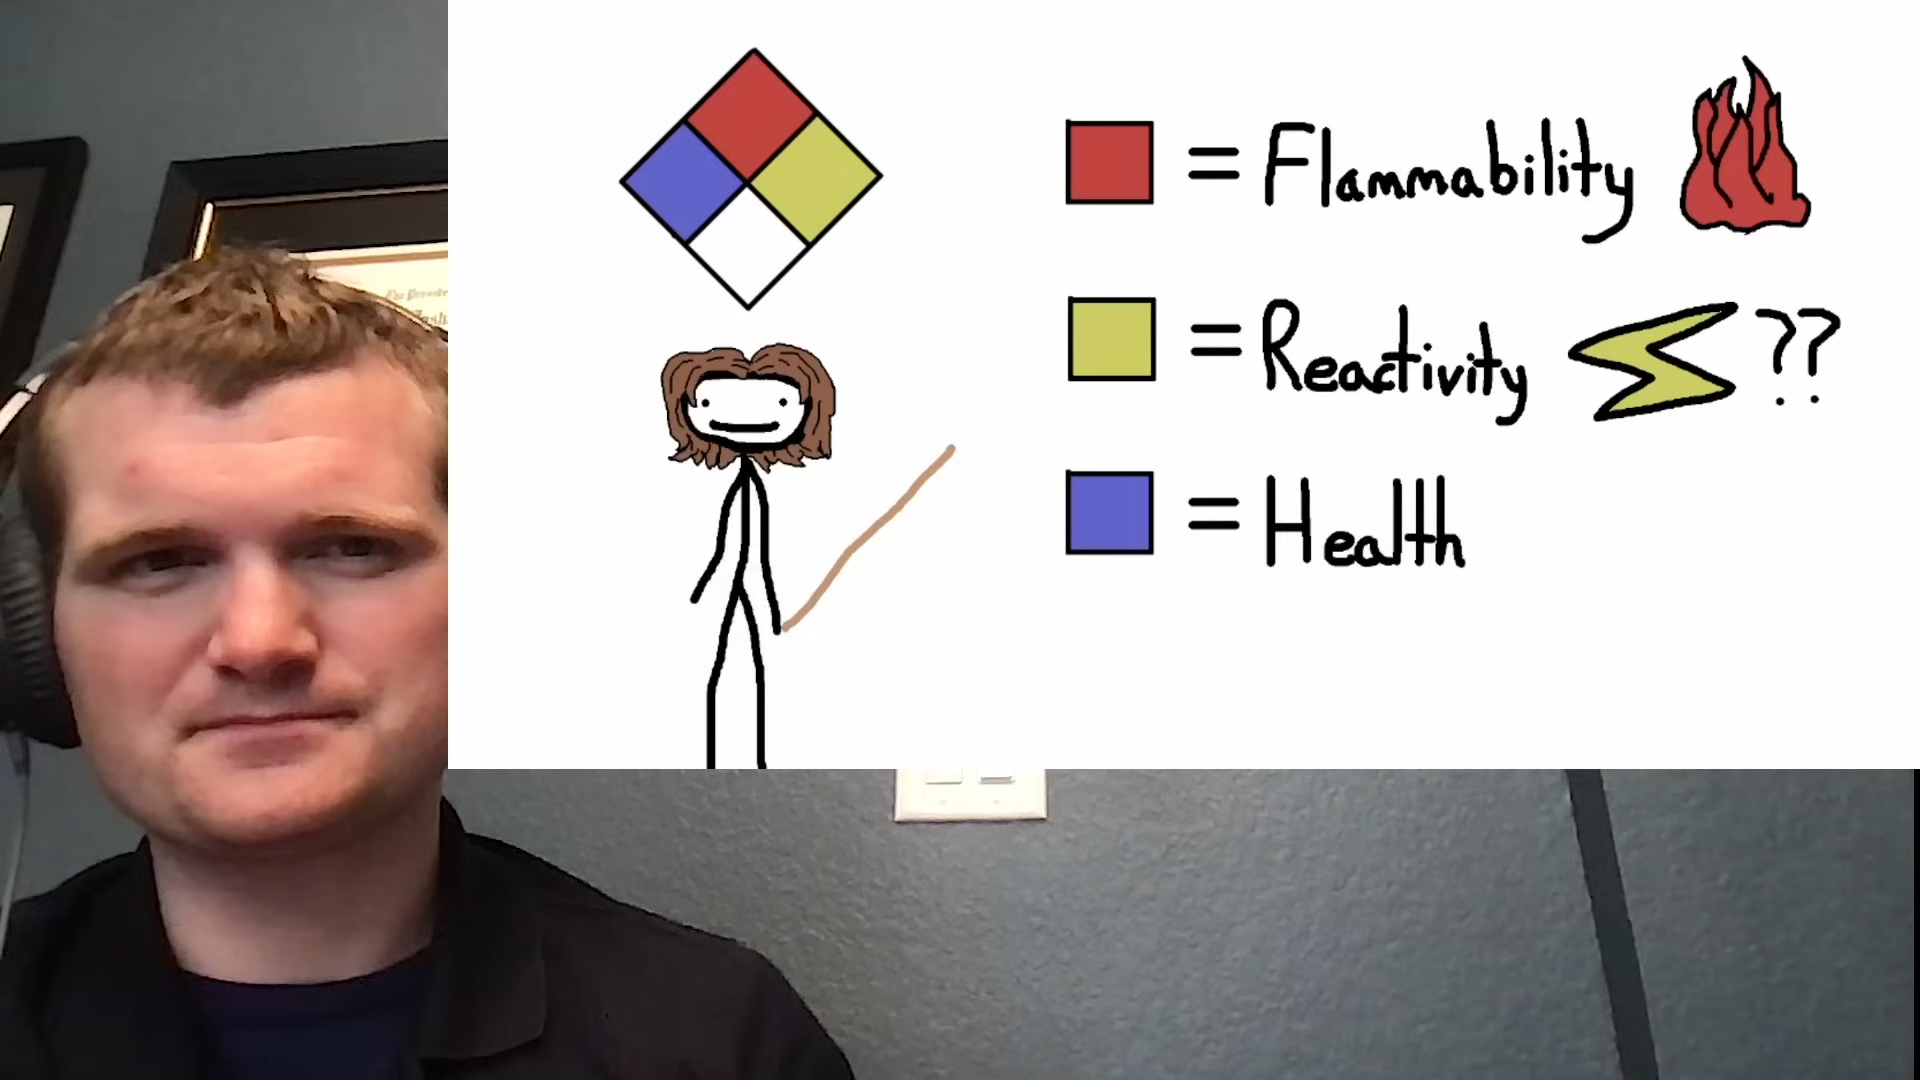 = Flammability
= Reactivity ??
= Health